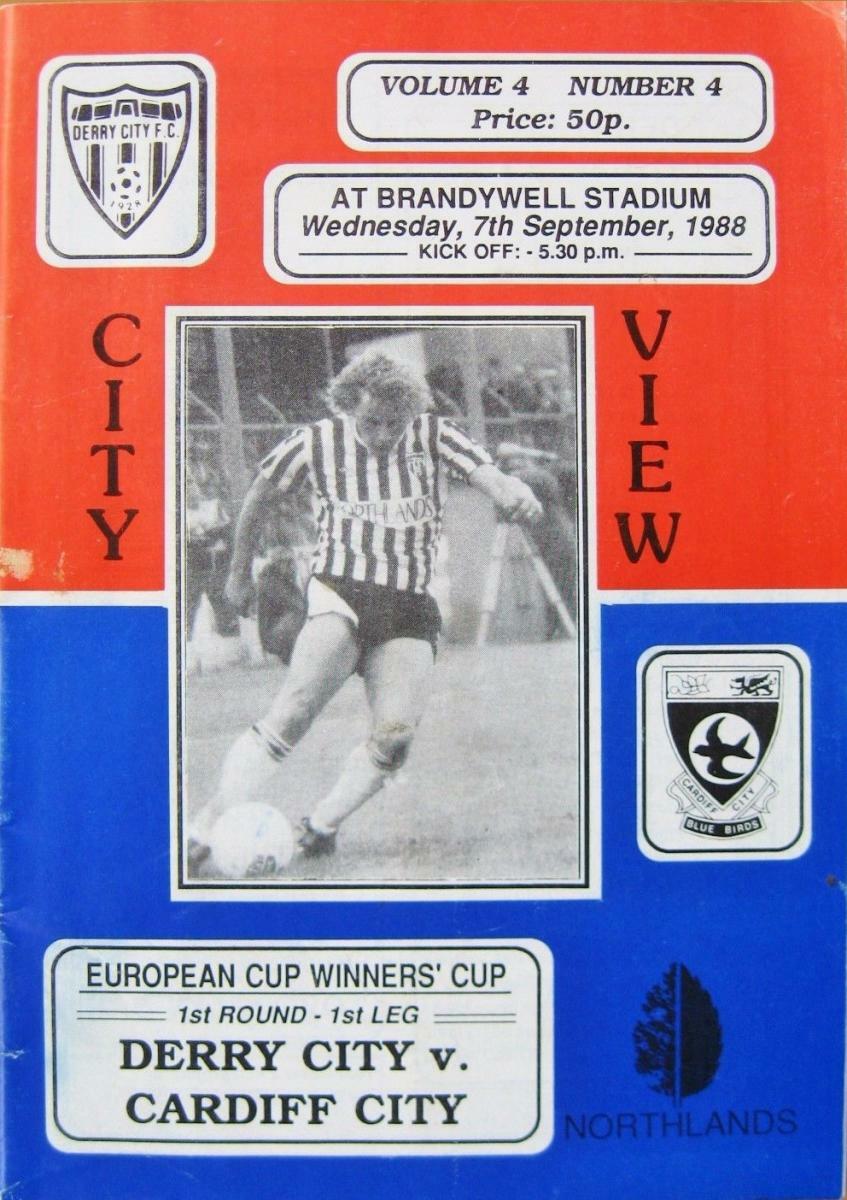 DERRY CITY F.C.
1928
VOLUME 4 NUMBER 4
Price: 50p.
AT BRANDYWELL STADIUM
Wednesday, 7th September, 1988
KICK OFF: - 5.30 p.m.
CITY
VIEW
NORTHLANDS
CARDIFF CITY
BLUE BIRDS
EUROPEAN CUP WINNERS' CUP
1st ROUND - 1st LEG
DERRY CITY v.
CARDIFF CITY
NORTHLANDS